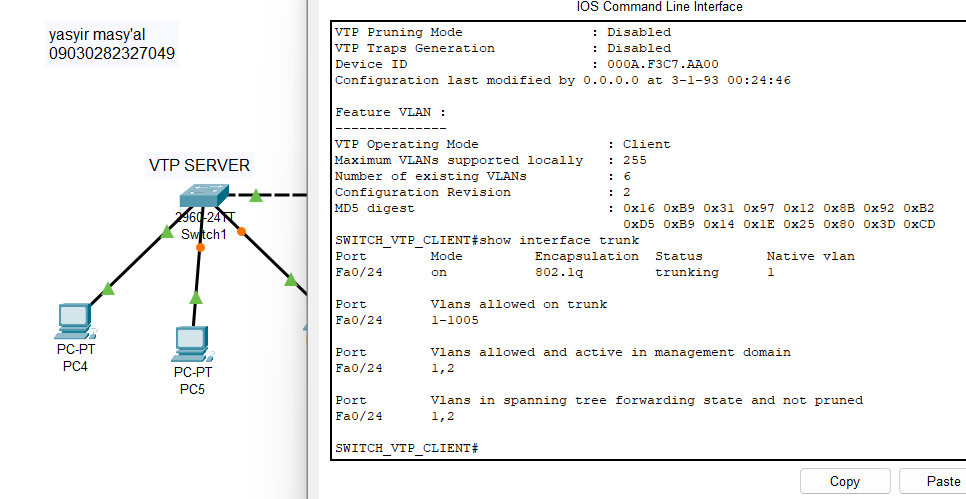 yasyir masy'al
09030282327049
VTP SERVER
2960-24TT
Switch1
PC-PT
PC4
PC-PT
PC5
IOS Command Line Interface
VTP Pruning Mode : Disabled
VTP Traps Generation : Disabled
Device ID : 000A.F3C7.AA00
Configuration last modified by 0.0.0.0 at 3-1-93 00:24:46
Feature VLAN :
--------------
VTP Operating Mode : Client
Maximum VLANs supported locally : 255
Number of existing VLANs : 6
Configuration Revision : 2
MD5 digest : 0x16 0xB9 0x31 0x97 0x12 0x8B 0x92 0xB2
0xD5 0xB9 0x14 0x1E 0x25 0x80 0x3D 0xCD
SWITCH_VTP_CLIENT#show interface trunk
Port Mode Encapsulation Status Native vlan
Fa0/24 on 802.1q trunking 1
Port Vlans allowed on trunk
Fa0/24 1-1005
Port Vlans allowed and active in management domain
Fa0/24 1,2
Port Vlans in spanning tree forwarding state and not pruned
Fa0/24 1,2
SWITCH_VTP_CLIENT#
Copy
Paste